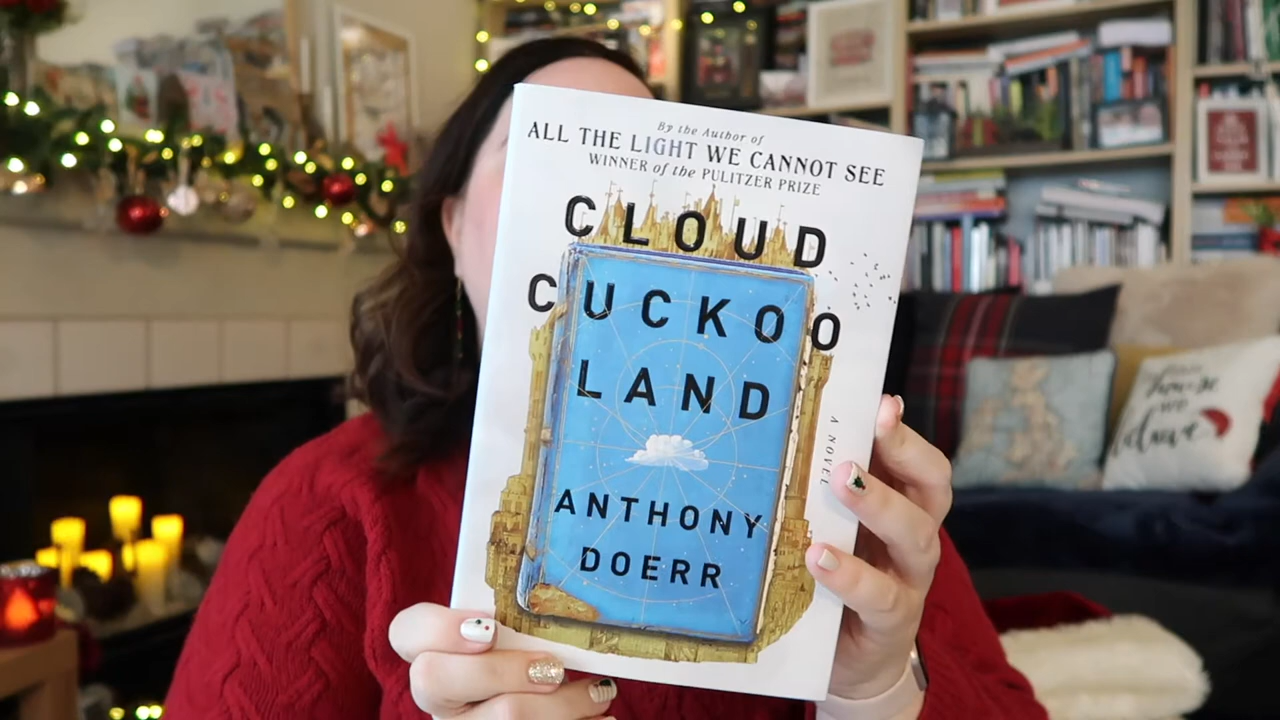 By the Author of
ALL THE LIGHT WE CANNOT SEE
WINNER of the PULITZER PRIZE
CLOUD
CUCKOO
LAND
A NOVEL
ANTHONY
DOERR